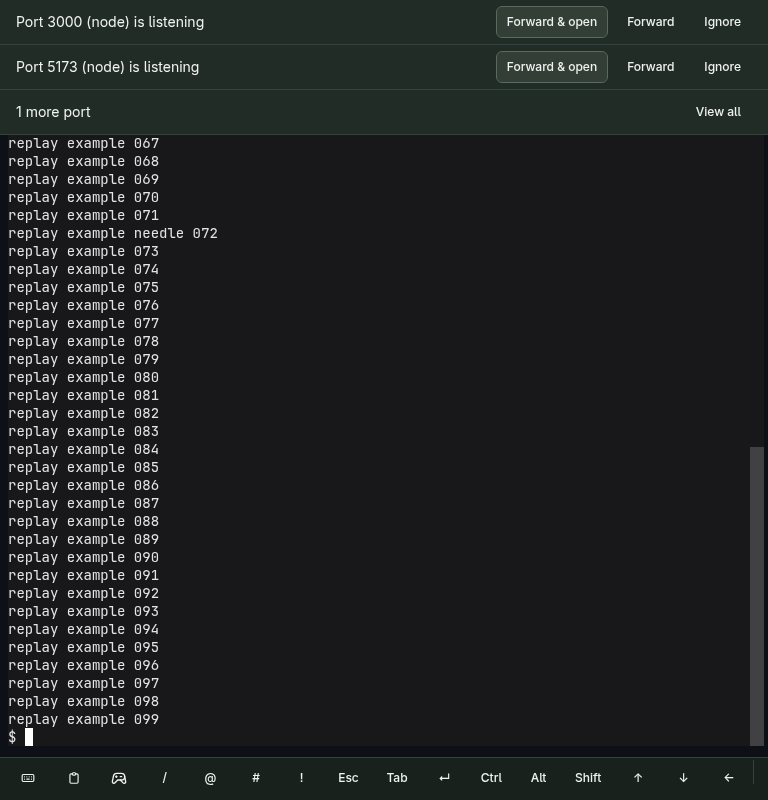 Port 3000 (node) is listening Forward & open Forward Ignore
Port 5173 (node) is listening Forward & open Forward Ignore
1 more port View all
replay example 067
replay example 068
replay example 069
replay example 070
replay example 071
replay example needle 072
replay example 073
replay example 074
replay example 075
replay example 076
replay example 077
replay example 078
replay example 079
replay example 080
replay example 081
replay example 082
replay example 083
replay example 084
replay example 085
replay example 086
replay example 087
replay example 088
replay example 089
replay example 090
replay example 091
replay example 092
replay example 093
replay example 094
replay example 095
replay example 096
replay example 097
replay example 098
replay example 099
$
/ @ # ! Esc Tab ↵ Ctrl Alt Shift ↑ ↓ ←